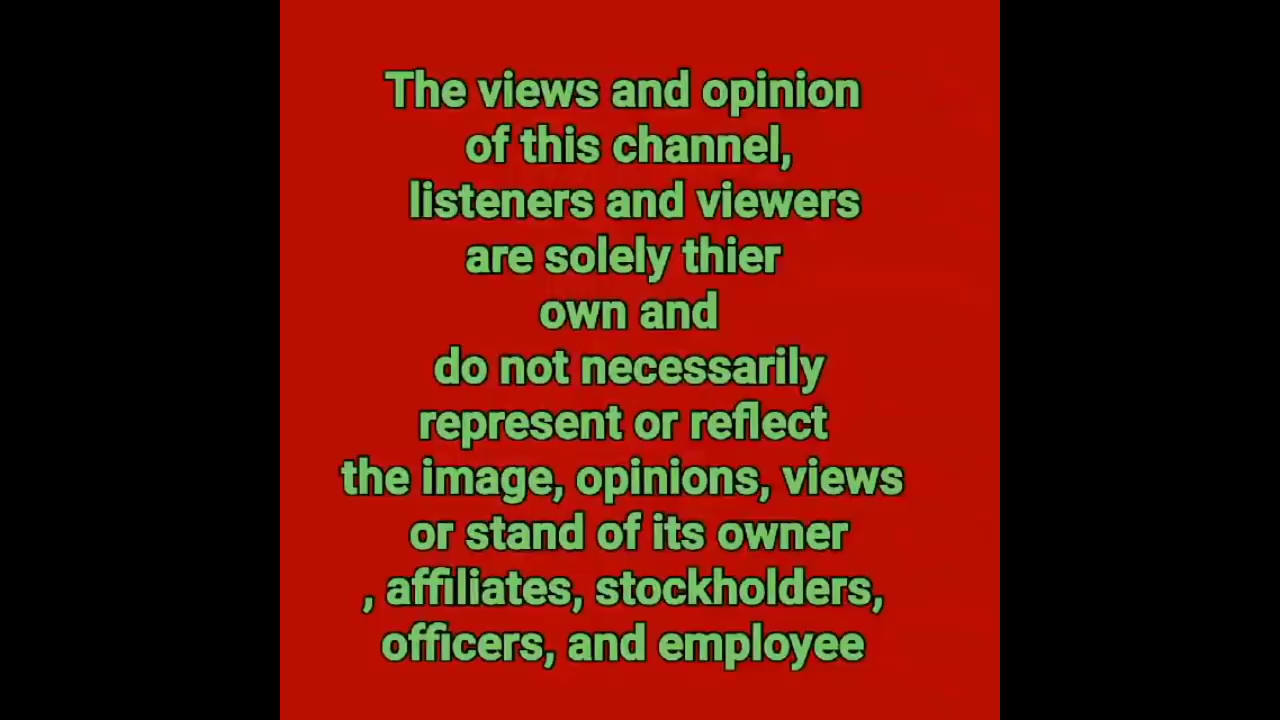 The views and opinion
of this channel,
listeners and viewers
are solely thier
own and
do not necessarily
represent or reflect
the image, opinions, views
or stand of its owner
, affiliates, stockholders,
officers, and employee